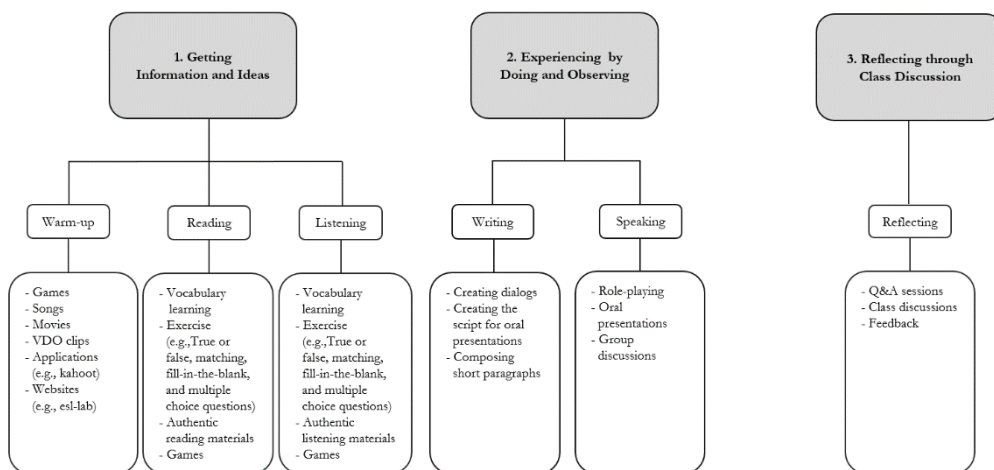 1. Getting
Information and Ideas
2. Experiencing by
Doing and Observing
3. Reflecting through
Class Discussion
Warm-up
Reading
Listening
Writing
Speaking
Reflecting
- Games
- Songs
- Movies
- VDO clips
- Applications
(e.g., kahoot)
- Websites
(e.g., esl-lab)
- Vocabulary
learning
- Exercise
(e.g.,True or
false, matching,
fill-in-the-blank,
and multiple
choice questions)
- Authentic
reading materials
- Games
- Vocabulary
learning
- Exercise
(e.g.,True or
false, matching,
fill-in-the-blank,
and multiple
choice questions)
- Authentic
listening materials
- Games
- Creating dialogs
- Creating the
script for oral
presentations
- Composing
short paragraphs
- Role-playing
- Oral
presentations
- Group
discussions
- Q&A sessions
- Class discussions
- Feedback